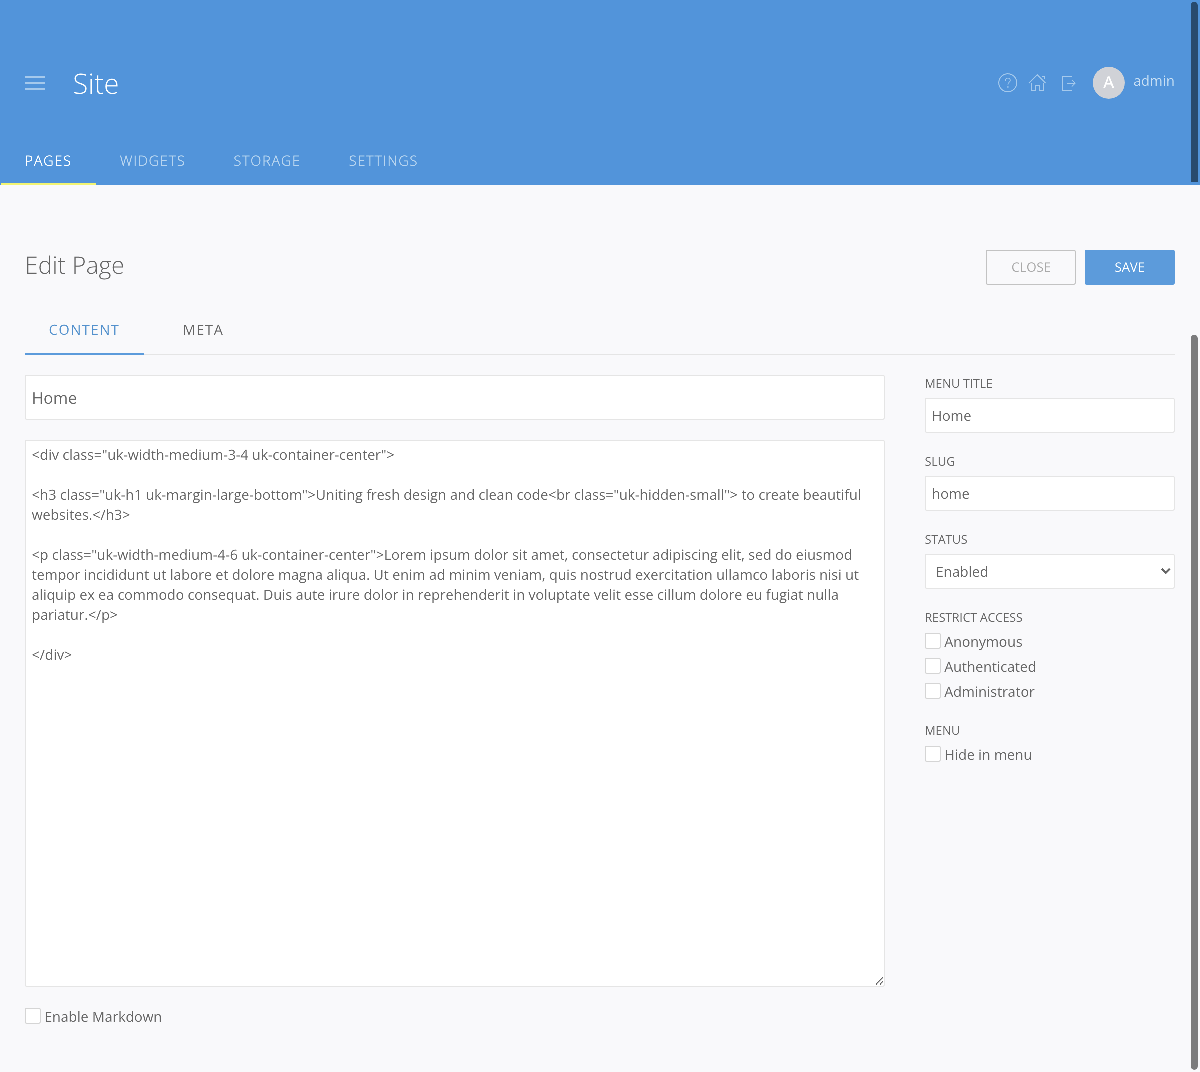 Site
A admin
PAGES WIDGETS STORAGE SETTINGS
Edit Page
CLOSE SAVE
CONTENT META
Home
<div class="uk-width-medium-3-4 uk-container-center">
<h3 class="uk-h1 uk-margin-large-bottom">Uniting fresh design and clean code<br class="uk-hidden-small"> to create beautiful
websites.</h3>
<p class="uk-width-medium-4-6 uk-container-center">Lorem ipsum dolor sit amet, consectetur adipiscing elit, sed do eiusmod
tempor incididunt ut labore et dolore magna aliqua. Ut enim ad minim veniam, quis nostrud exercitation ullamco laboris nisi ut
aliquip ex ea commodo consequat. Duis aute irure dolor in reprehenderit in voluptate velit esse cillum dolore eu fugiat nulla
pariatur.</p>
</div>
Enable Markdown
MENU TITLE
Home
SLUG
home
STATUS
Enabled
RESTRICT ACCESS
Anonymous
Authenticated
Administrator
MENU
Hide in menu